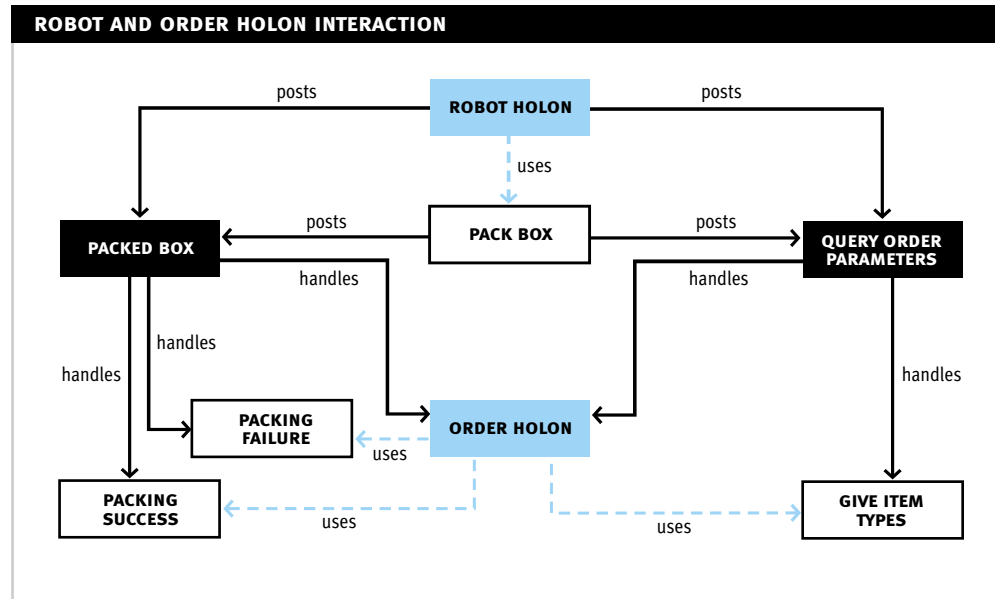 ROBOT AND ORDER HOLON INTERACTION
posts
ROBOT HOLON
posts
uses
PACKED BOX
posts
PACK BOX
posts
QUERY ORDER
PARAMETERS
handles
handles
handles
handles
handles
PACKING
FAILURE
ORDER HOLON
uses
PACKING
SUCCESS
uses
uses
GIVE ITEM
TYPES